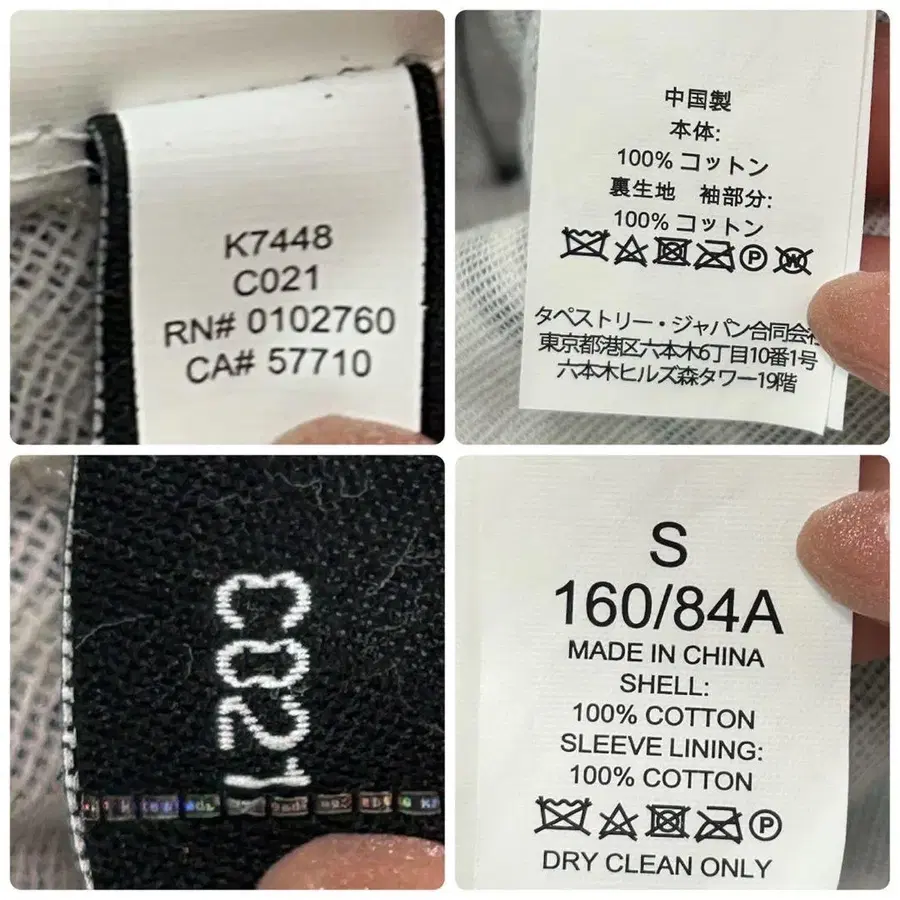 K7448
C021
RN# 0102760
CA# 57710
中国製
本体:
100% コットン
裏生地 袖部分:
100% コットン
P W
タペストリー・ジャパン合同会
東京都港区六本木6丁目10番1号
六本木ヒルズ森タワー19階
C021
S
160/84A
MADE IN CHINA
SHELL:
100% COTTON
SLEEVE LINING:
100% COTTON
P
DRY CLEAN ONLY